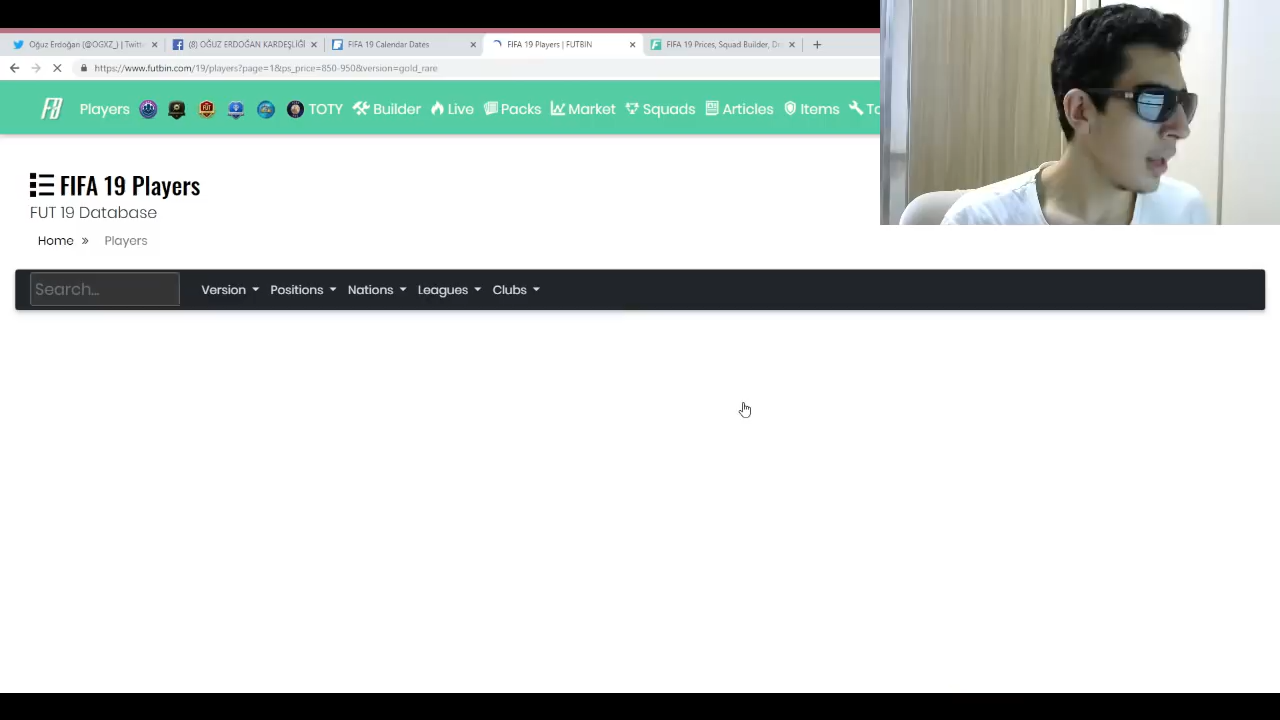 Oğuz Erdoğan (@OGXZ_) | Twitt
(8) OĞUZ ERDOĞAN KARDEŞLİĞİ
FIFA 19 Calendar Dates
FIFA 19 Players | FUTBIN
FIFA 19 Prices, Squad Builder, D
https://www.futbin.com/19/players?page=1&ps_price=850-950&version=gold_rare
Players TOTY Builder Live Packs Market Squads Articles Items To
FIFA 19 Players
FUT 19 Database
Home » Players
Search... Version Positions Nations Leagues Clubs